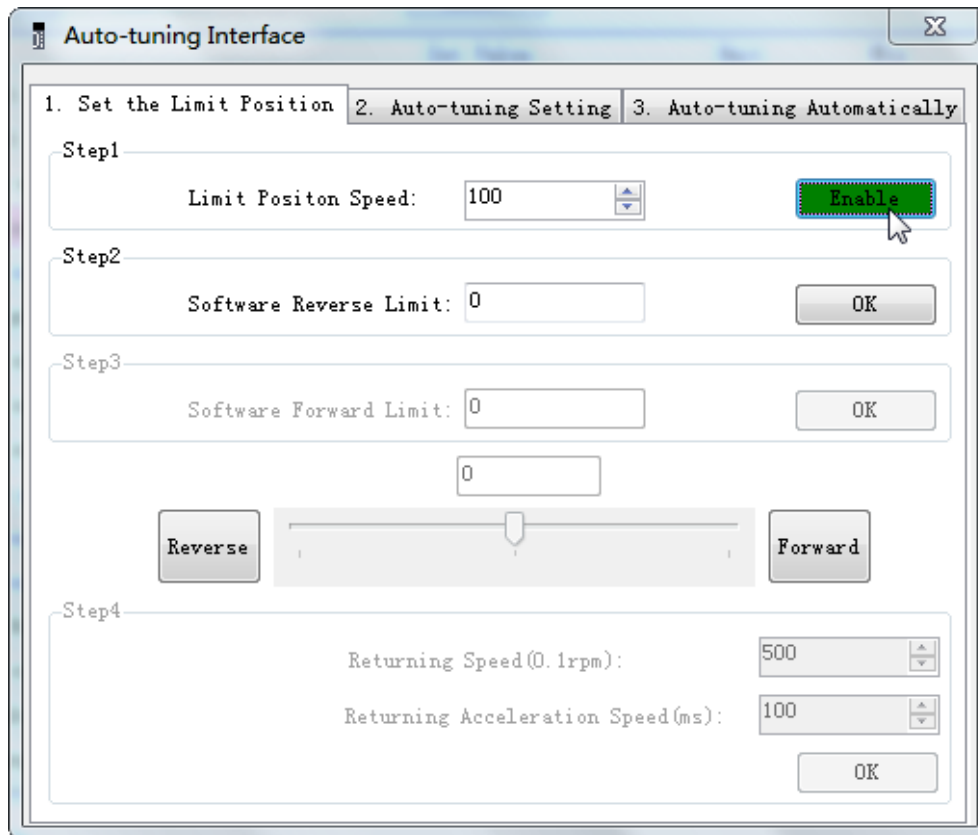 Auto-tuning Interface
1. Set the Limit Position 2. Auto-tuning Setting 3. Auto-tuning Automatically
Step1
Limit Positon Speed: 100 Enable
Step2
Software Reverse Limit: 0 OK
Step3
Software Forward Limit: 0 OK
0
Reverse Forward
Step4
Returning Speed(0.1rpm): 500
Returning Acceleration Speed(ms): 100
OK